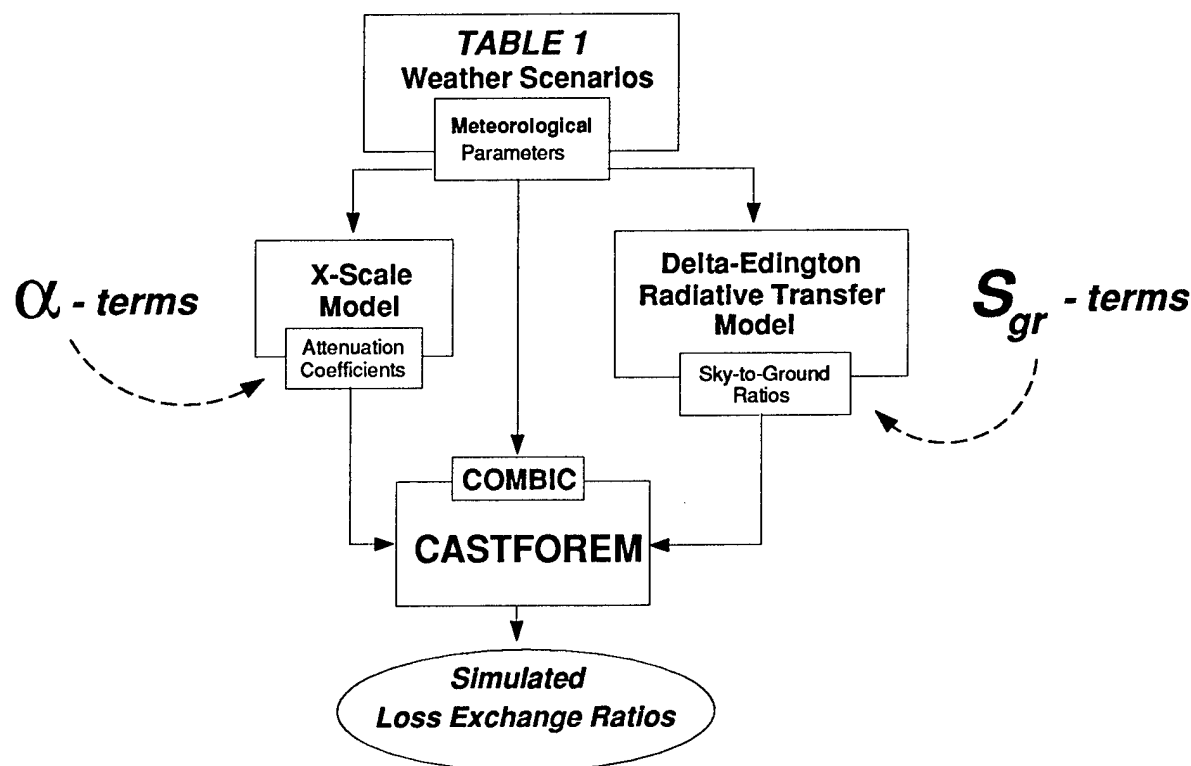 TABLE 1
Weather Scenarios
Meteorological
Parameters
X-Scale
Model
Attenuation
Coefficients
α - terms
Delta-Edington
Radiative Transfer
Model
Sky-to-Ground
Ratios
Sgr - terms
COMBIC
CASTFOREM
Simulated
Loss Exchange Ratios